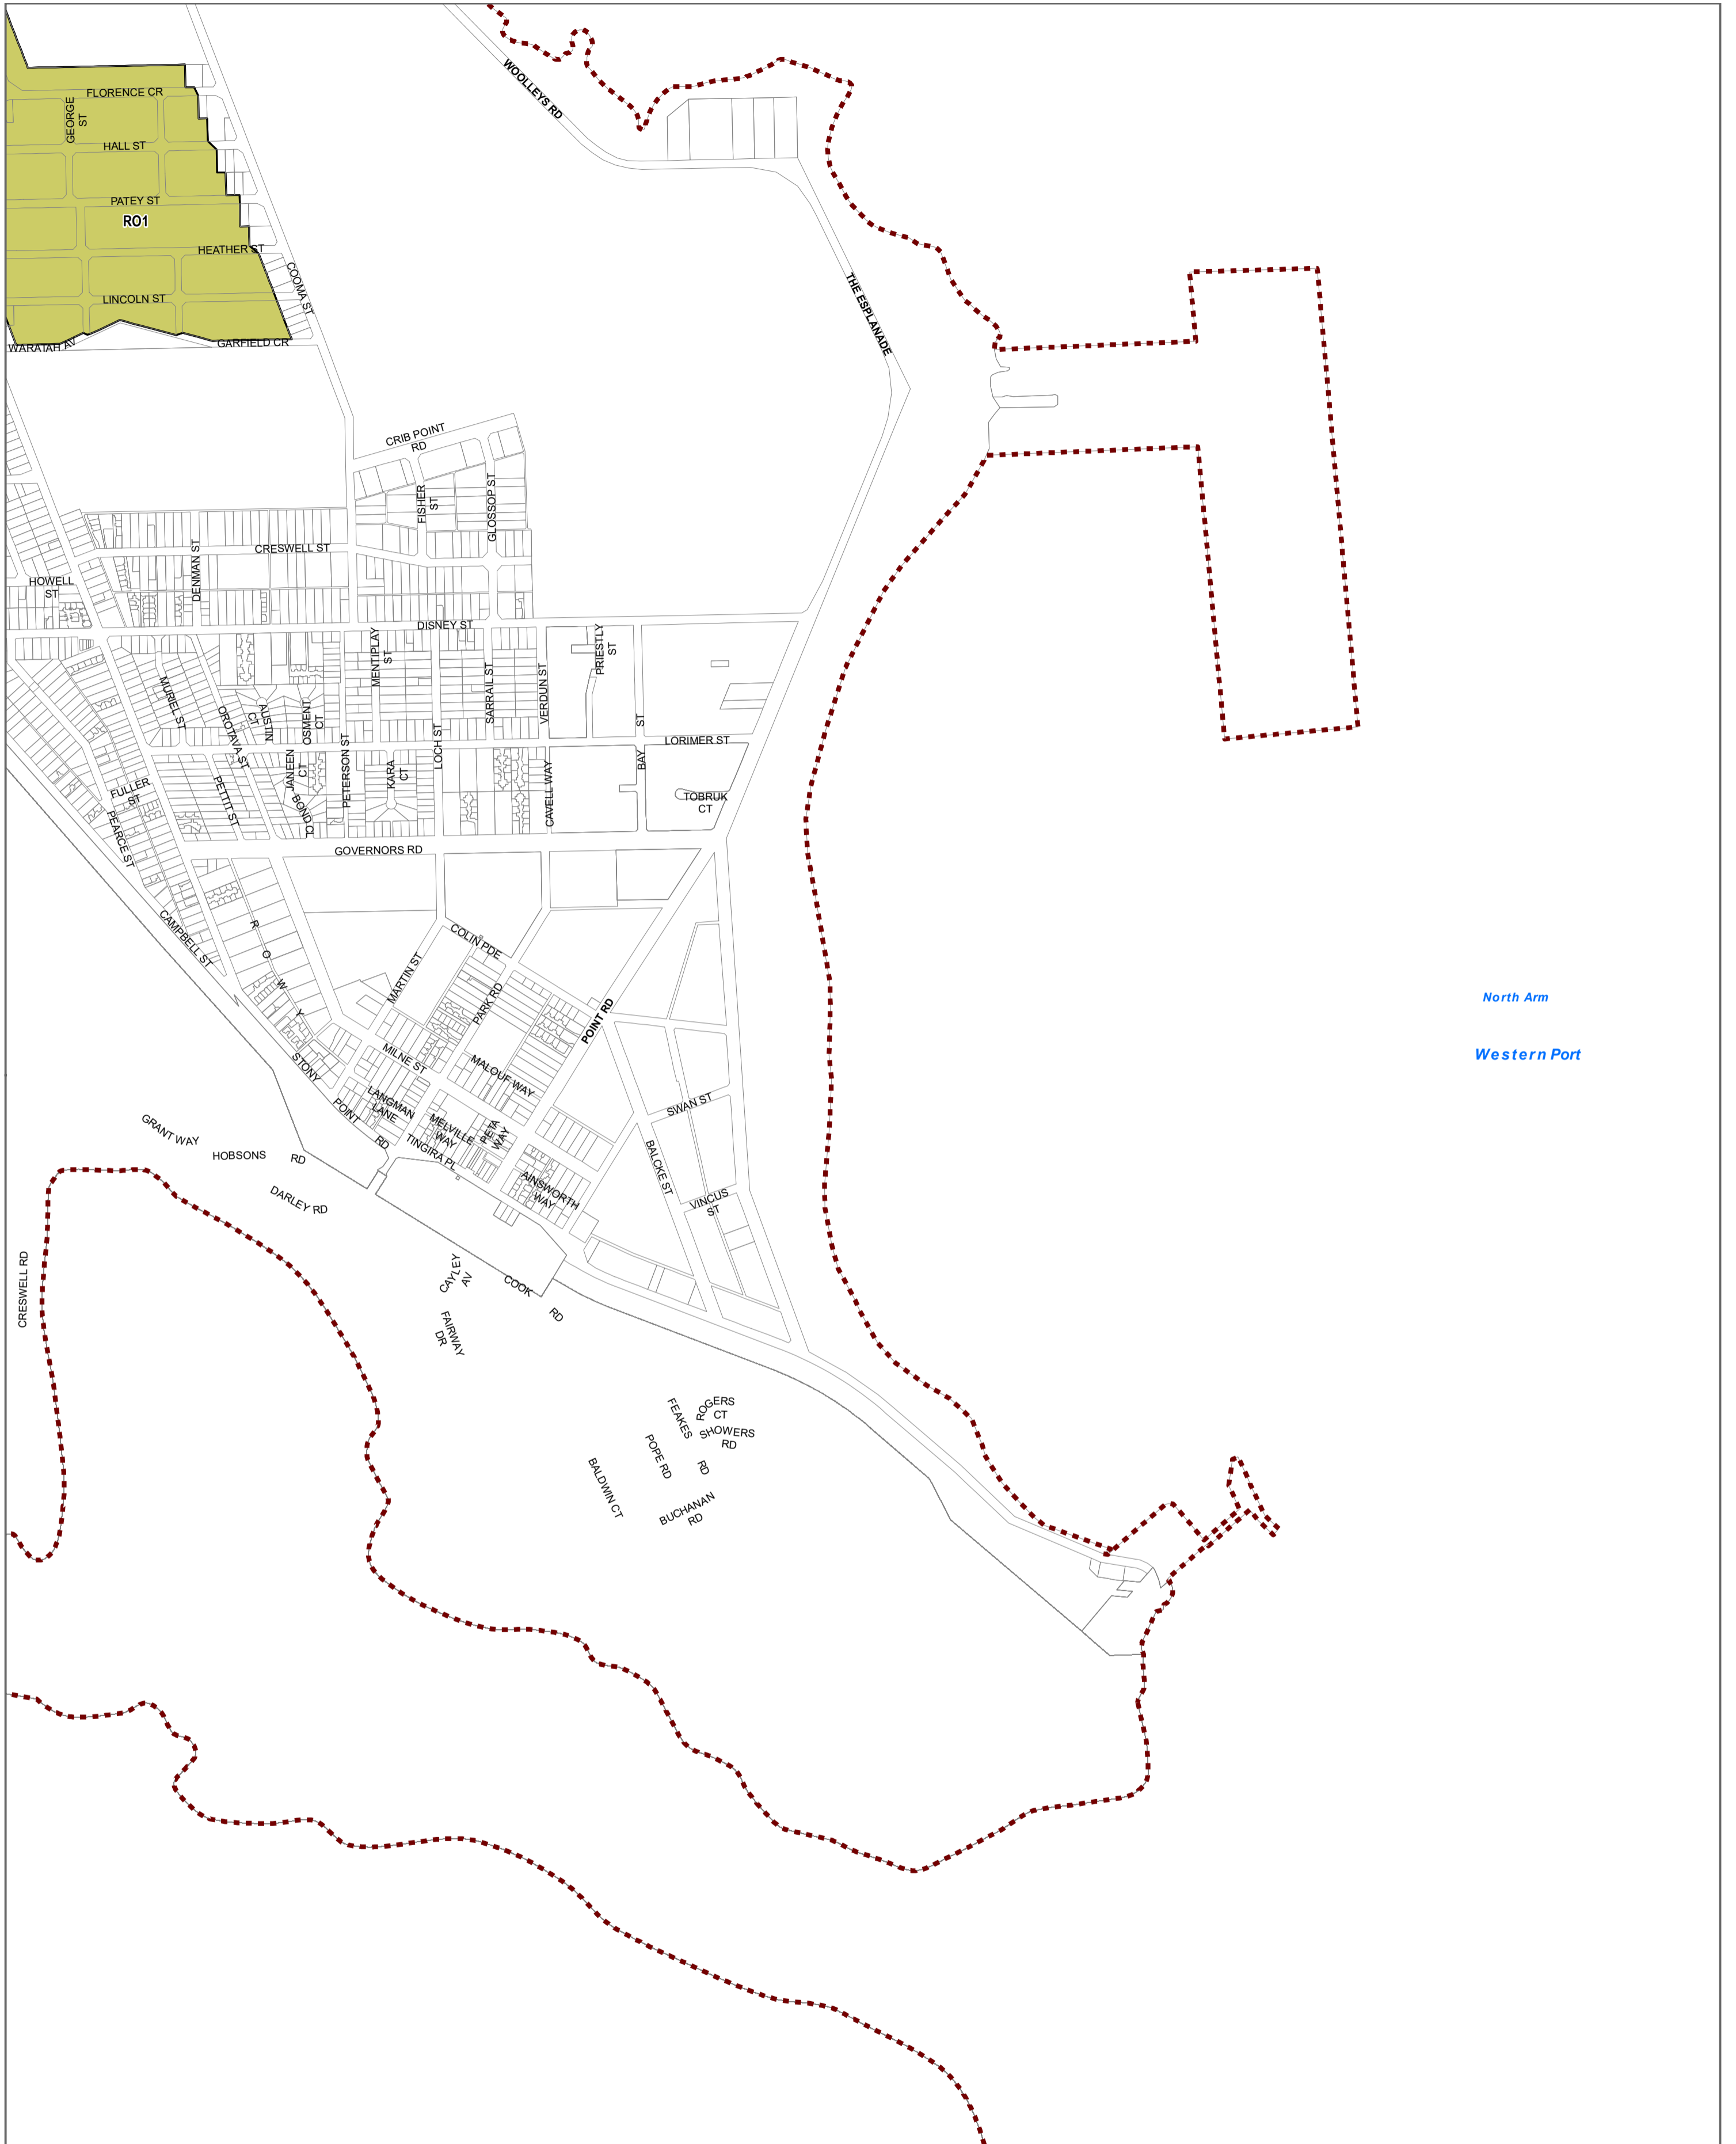 WOOLLEYS RD
FLORENCE CR
GEORGE
ST
HALL ST
PATEY ST
RO1
HEATHER ST
COOMA ST
LINCOLN ST
WARATAH AV
GARFIELD CR
THE ESPLANADE
CRIB POINT
RD
FISHER
ST
GLOSSOP ST
CRESWELL ST
DENMAN ST
HOWELL
ST
DISNEY ST
MENTIPLAY
ST
PRIESTLY
ST
SARRAIL ST
VERDUN ST
MURIEL ST
OROTAVA ST
AUSTIN
CT
OSMENT
CT
LOCH ST
BAY
ST
LORIMER ST
JANEEN
CT
PETERSON ST
KARA
CT
CAVELL WAY
FULLER
ST
PETTIT ST
BOND CL
TOBRUK
CT
PEARCE ST
GOVERNORS RD
CAMPBELL ST
R O W Y
COLIN PDE
MARTIN ST
PARK RD
POINT RD
North Arm
Western Port
STONY
POINT
RD
MILNE ST
MALOUF WAY
LANGMAN
LANE
MELVILLE
WAY
PETA
WAY
SWAN ST
TINGIRA PL
BALCKE ST
AINSWORTH
WAY
VINCUS
ST
GRANT WAY
HOBSONS
RD
DARLEY RD
CRESWELL RD
CAYLEY
AV
COOK
RD
FAIRWAY
DR
FEAKES
RD
ROGERS
CT
SHOWERS
RD
POPE RD
BALDWIN CT
BUCHANAN
RD